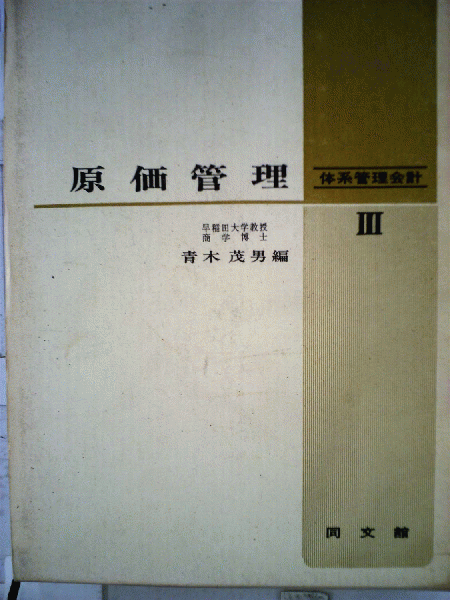 原価管理
体系管理会計
III
早稲田大学教授
商学博士
青木茂男編
同文舘